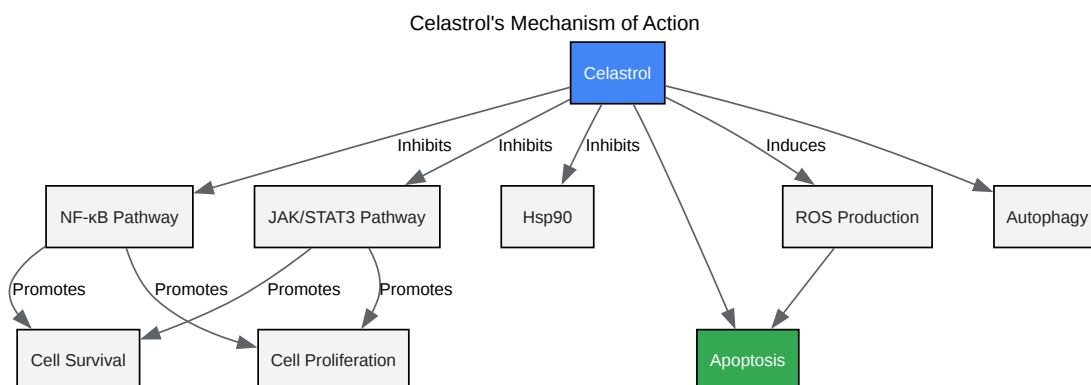 Celastrol's Mechanism of Action
Celastrol
Inhibits
Inhibits
Inhibits
Induces
NF-κB Pathway
JAK/STAT3 Pathway
Hsp90
ROS Production
Autophagy
Promotes
Promotes
Promotes
Promotes
Cell Survival
Cell Proliferation
Apoptosis